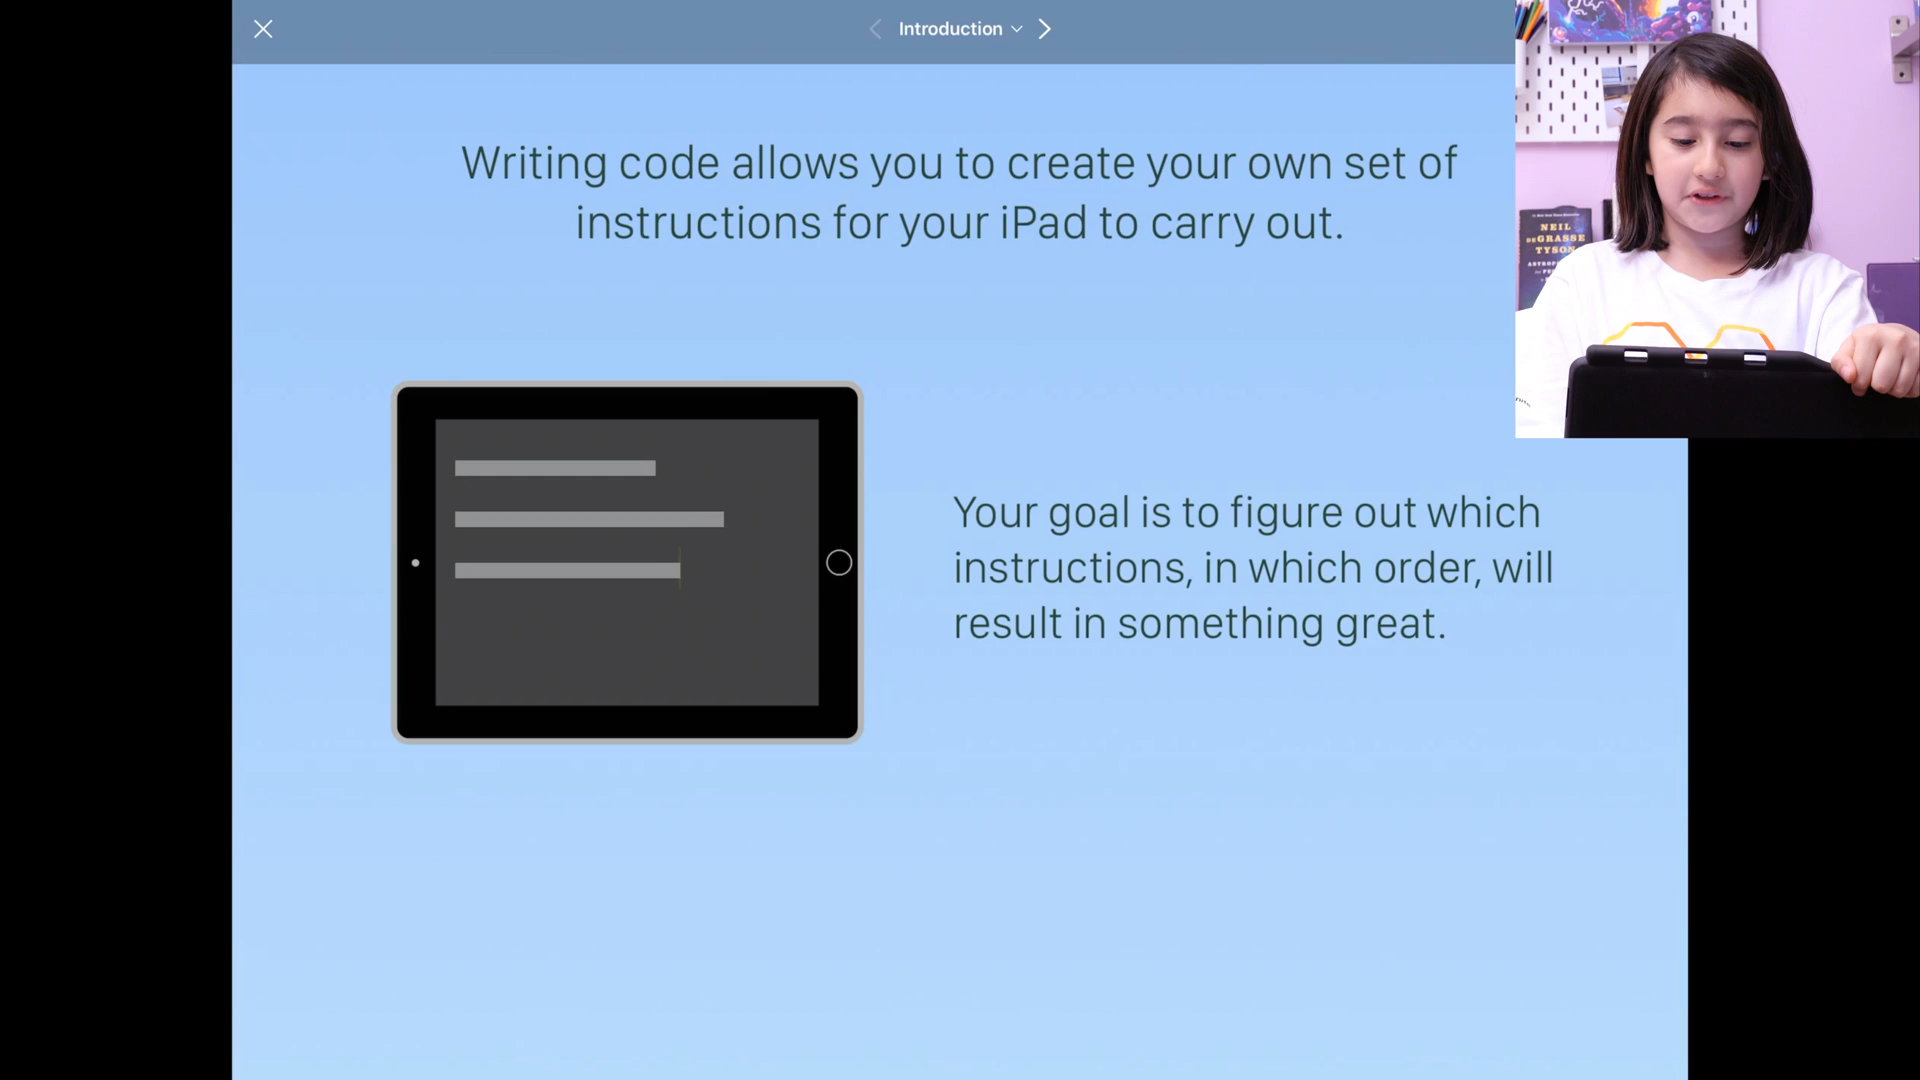 Introduction
Writing code allows you to create your own set of
instructions for your iPad to carry out.
Your goal is to figure out which
instructions, in which order, will
result in something great.
NEIL
DEGRASSE
TYSON